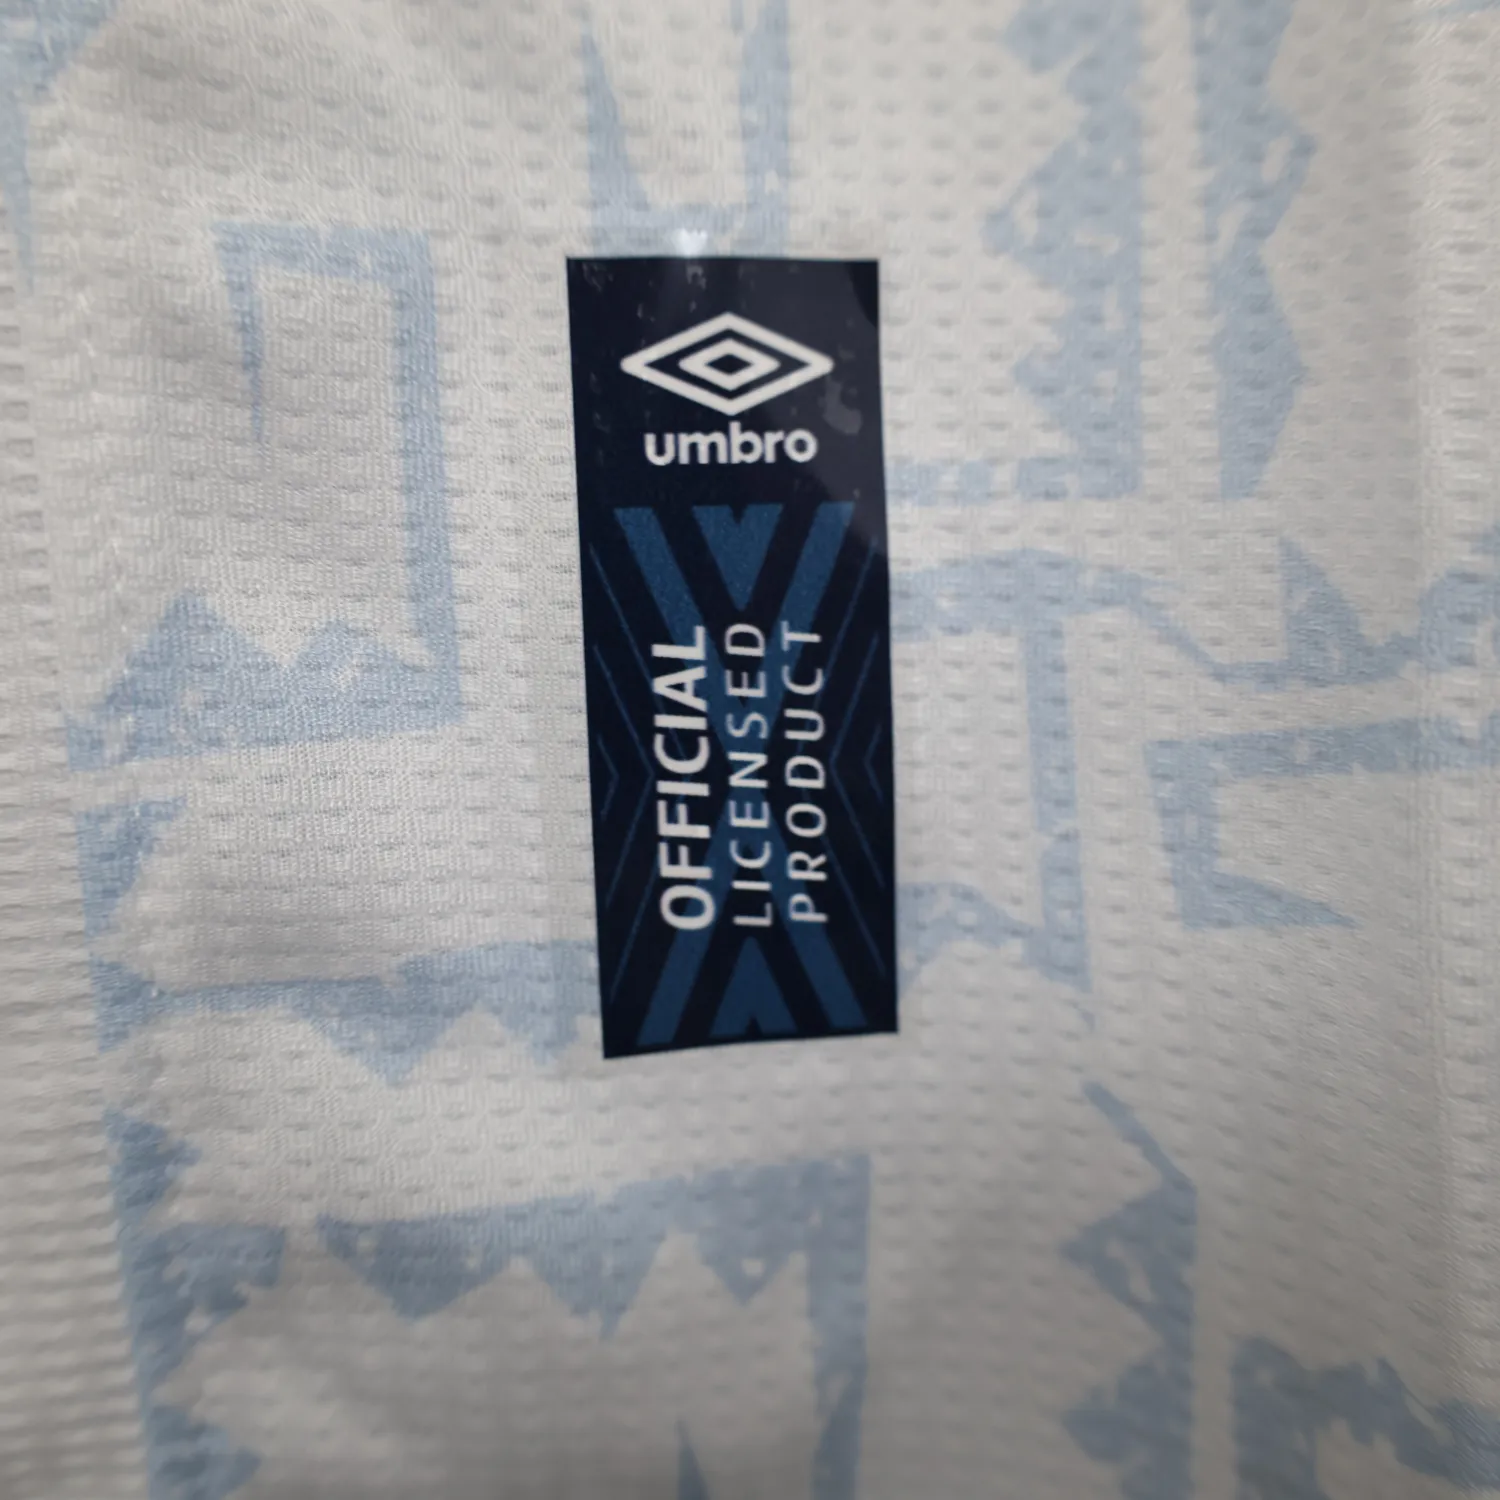 umbro
OFFICIAL
LICENSED
PRODUCT